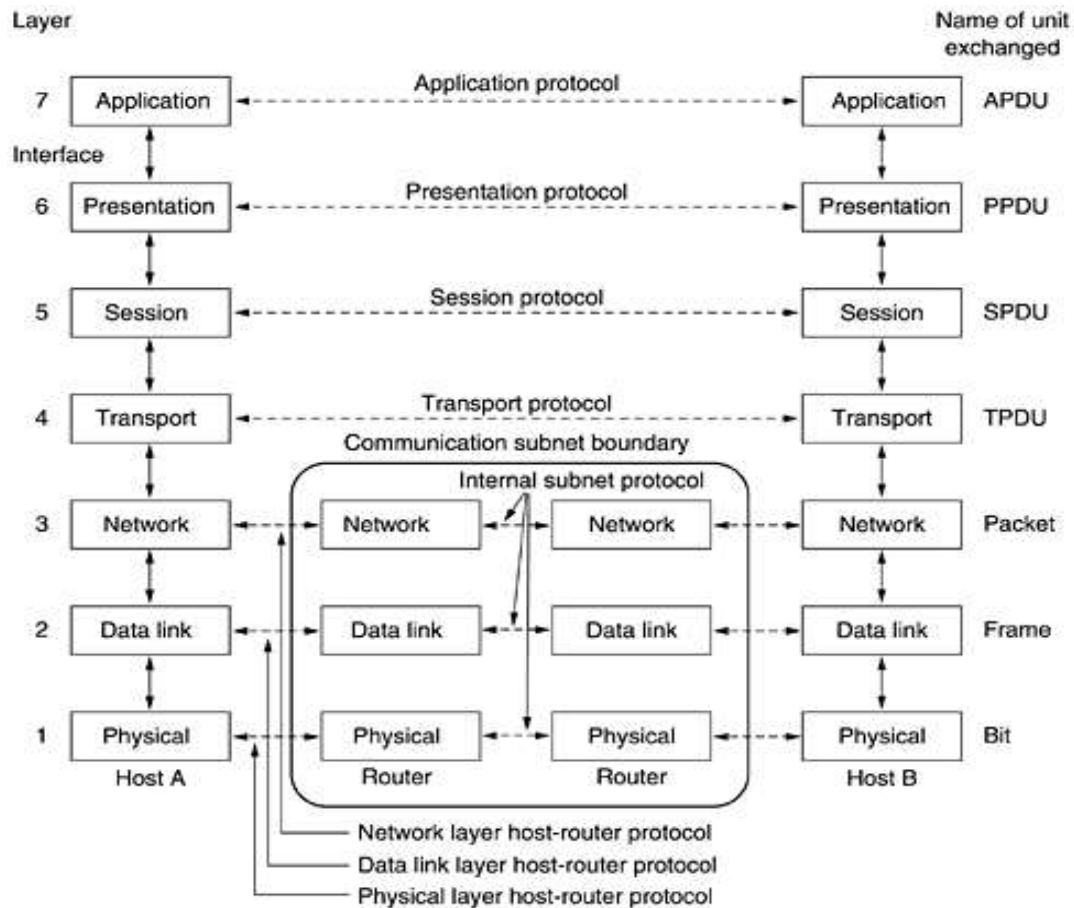 Layer
Name of unit
exchanged
7
Application
Application protocol
Application
APDU
Interface
6
Presentation
Presentation protocol
Presentation
PPDU
5
Session
Session protocol
Session
SPDU
4
Transport
Transport protocol
Transport
TPDU
Communication subnet boundary
Internal subnet protocol
3
Network
Network
Network
Network
Packet
2
Data link
Data link
Data link
Data link
Frame
1
Physical
Physical
Physical
Physical
Bit
Host A
Router
Router
Host B
Network layer host-router protocol
Data link layer host-router protocol
Physical layer host-router protocol